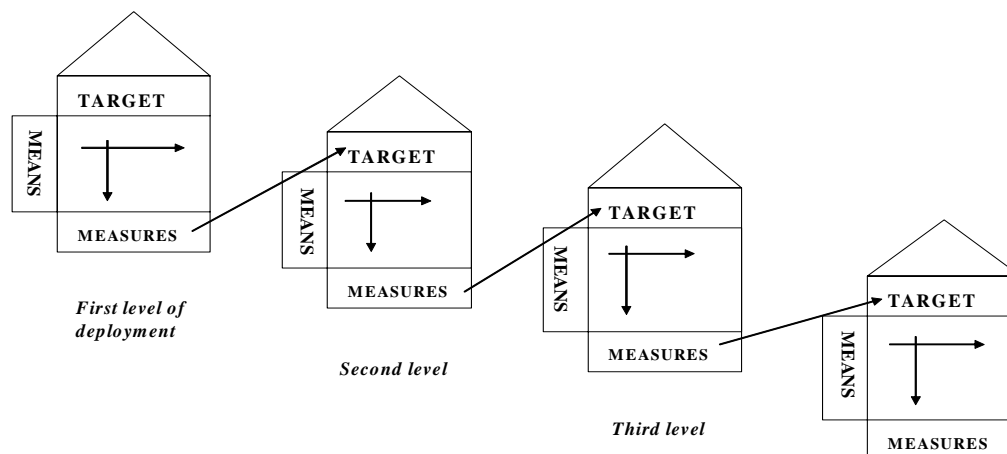 TARGET
MEANS
MEASURES
First level of
deployment
TARGET
MEANS
MEASURES
Second level
TARGET
MEANS
MEASURES
Third level
TARGET
MEANS
MEASURES